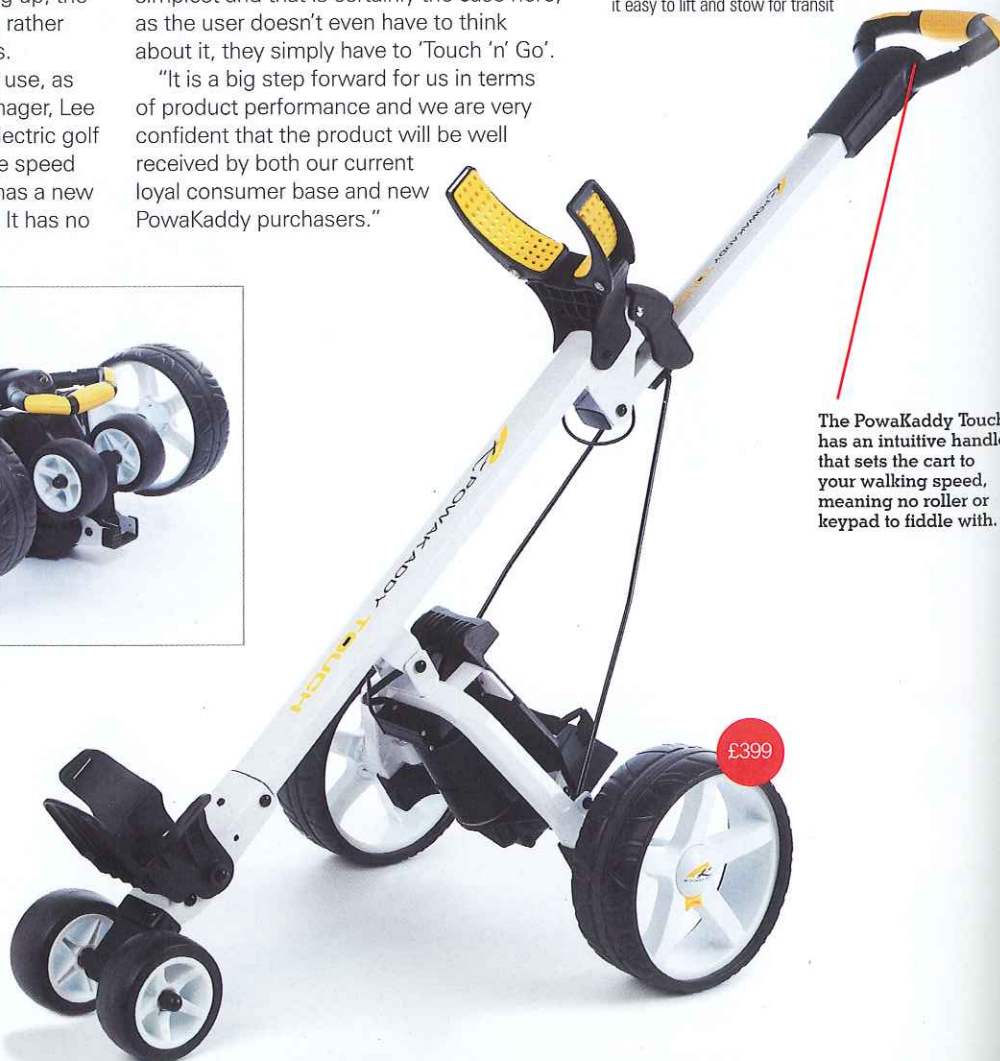 g up, the
rather
s.
use, as
nager, Lee
lectric golf
e speed
has a new
It has no
simplest and that is certainly the case here,
as the user doesn't even have to think
about it, they simply have to 'Touch 'n' Go'.
"It is a big step forward for us in terms
of product performance and we are very
confident that the product will be well
received by both our current
loyal consumer base and new
PowaKaddy purchasers."
it easy to lift and stow for transit
POWAKADDY TOUCH
POWAKADDY TOUCH
The PowaKaddy Touch
has an intuitive handle
that sets the cart to
your walking speed,
meaning no roller or
keypad to fiddle with.
£399